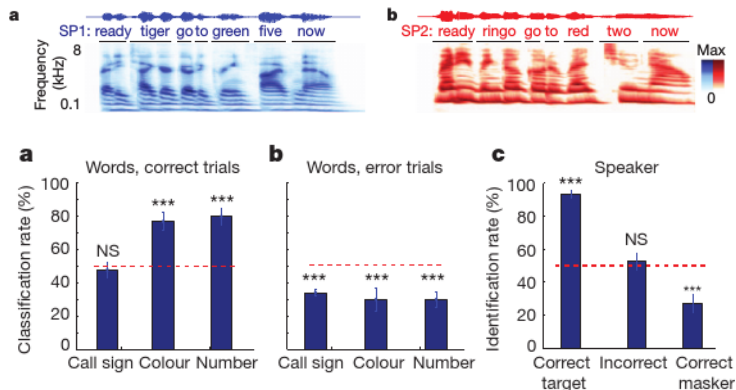 a
SP1: ready tiger go to green five now
8
0.1
Frequency
(kHz)
b
SP2: ready ringo go to red two now
Max
0
a
Words, correct trials
Classification rate (%)
100
80
60
40
20
0
NS
***
***
Call sign Colour Number
b
Words, error trials
***
***
***
Call sign Colour Number
c
Speaker
Identification rate (%)
100
80
60
40
20
0
***
NS
***
Correct target
Incorrect
Correct masker